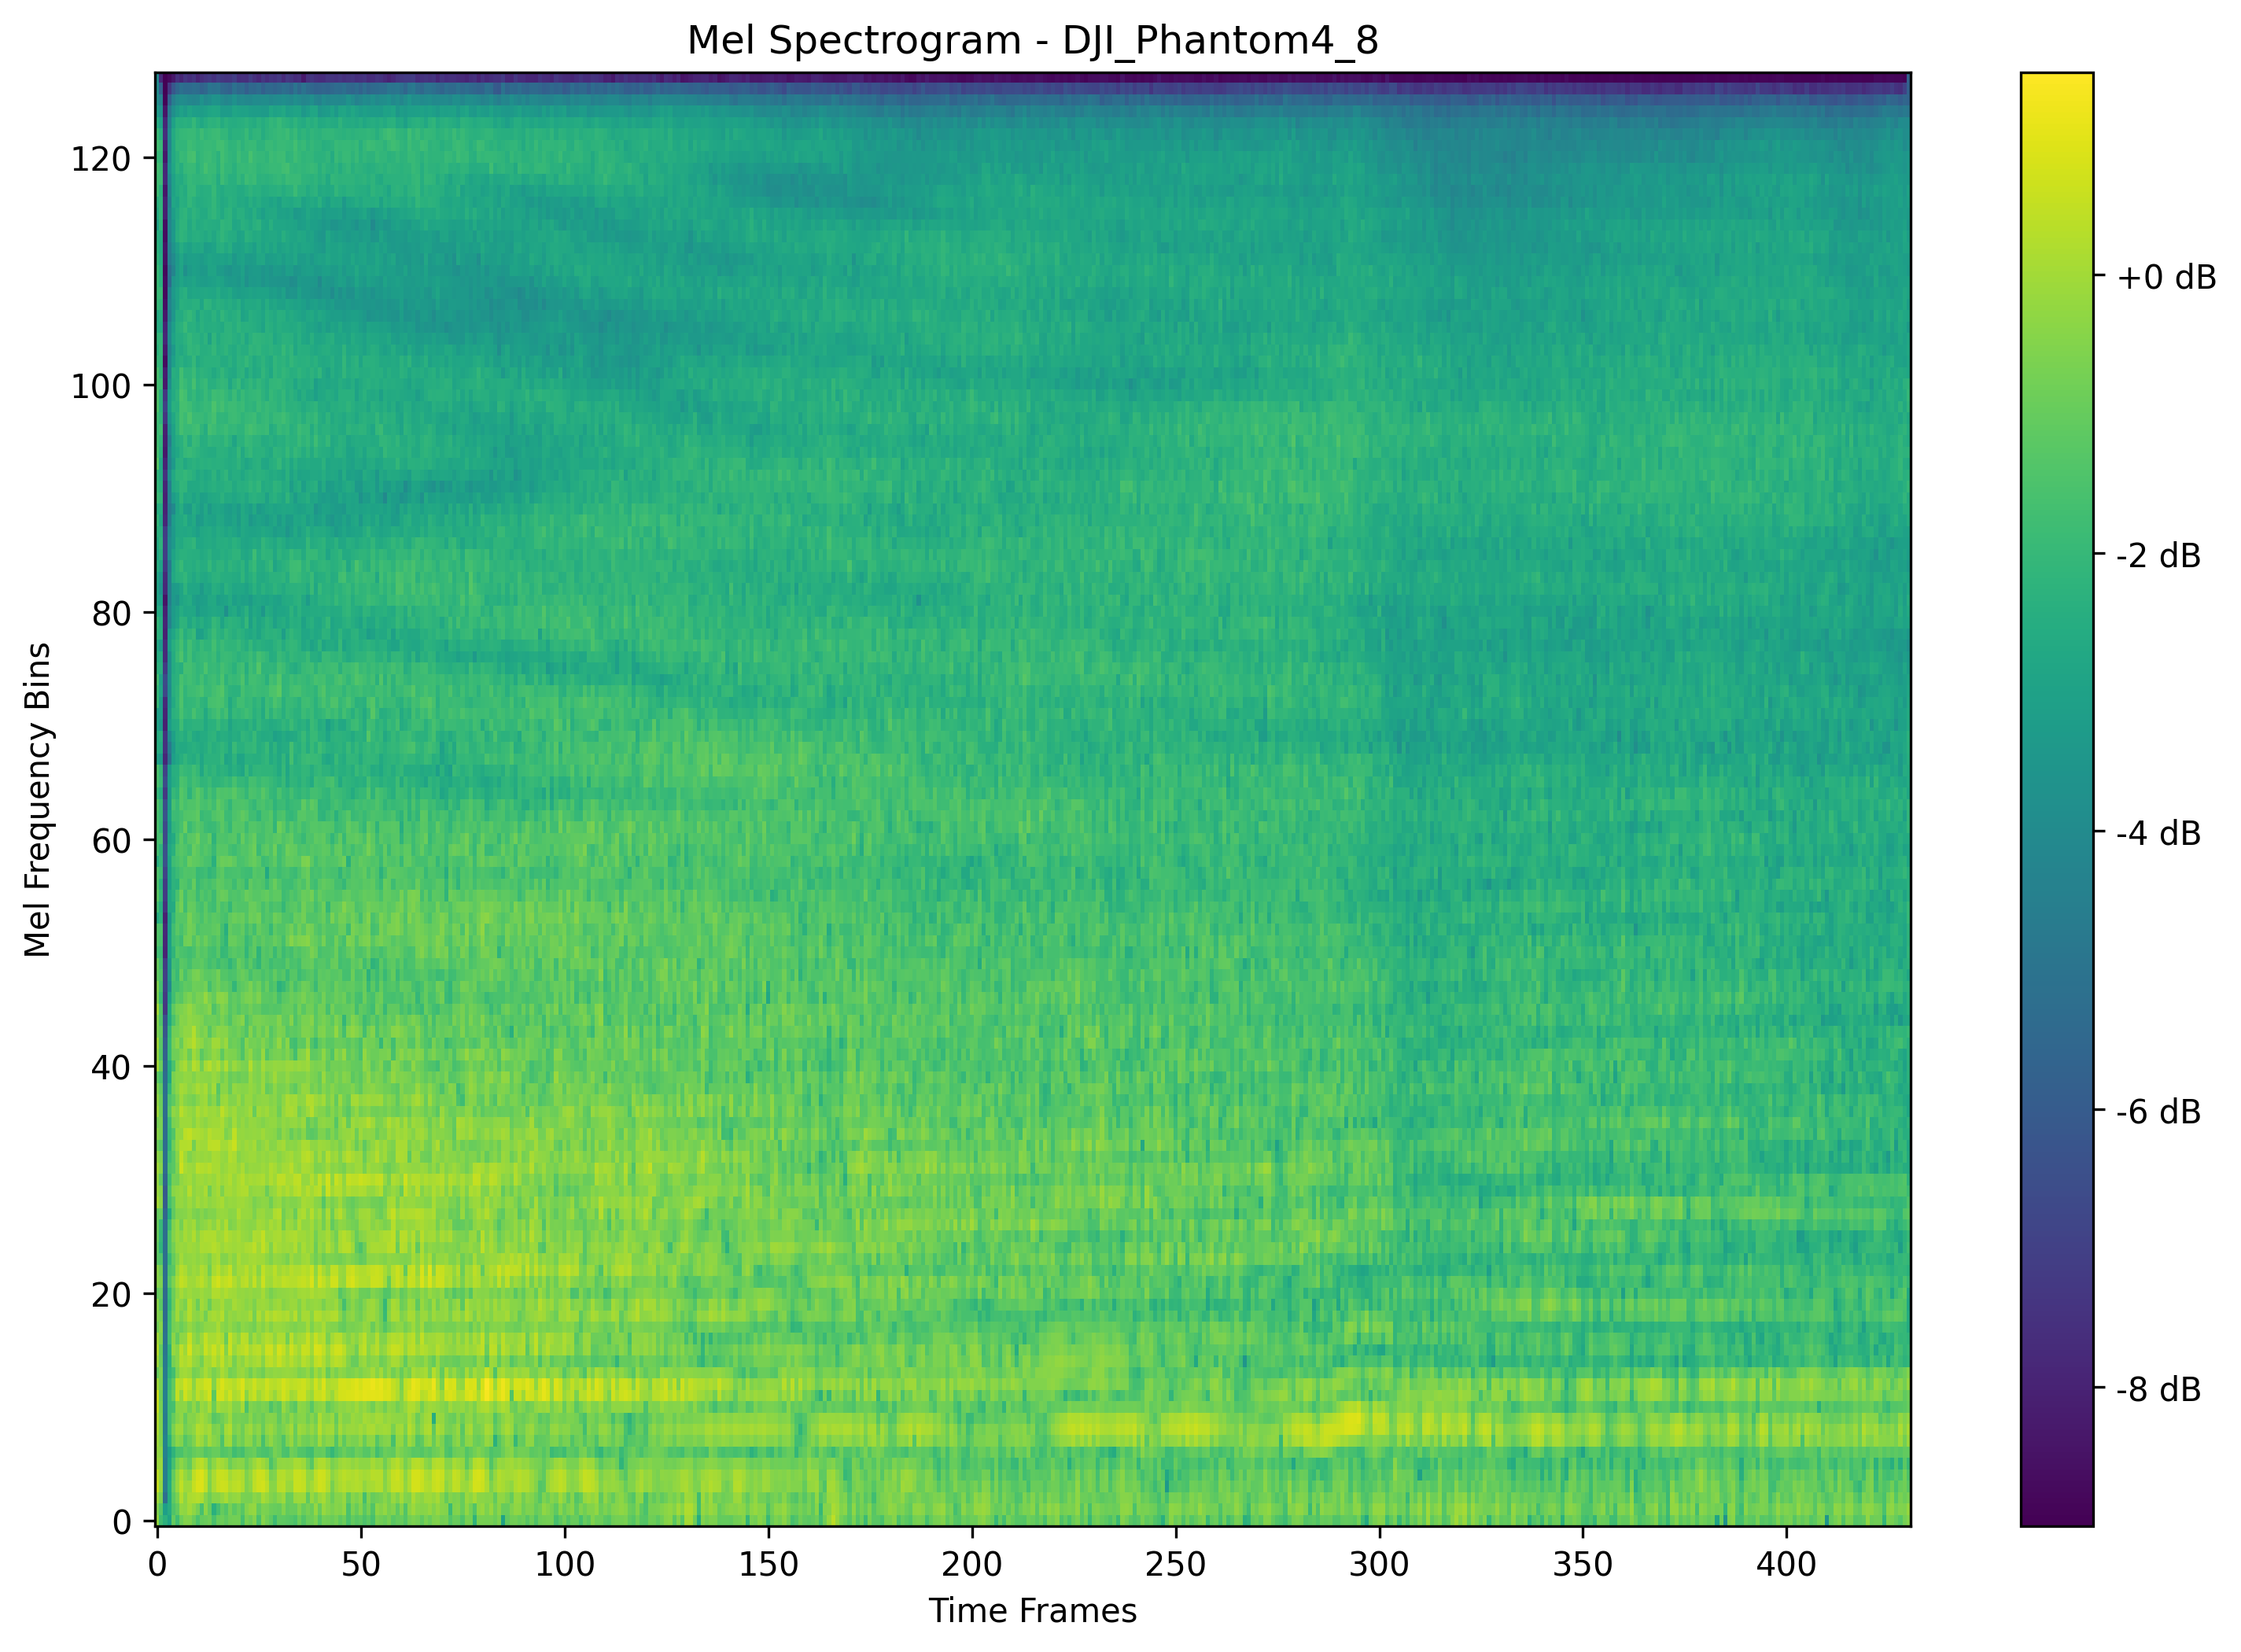 Mel Spectrogram - DJI_Phantom4_8
120
100
80
60
40
20
0
Mel Frequency Bins
0 50 100 150 200 250 300 350 400
Time Frames
+0 dB
-2 dB
-4 dB
-6 dB
-8 dB